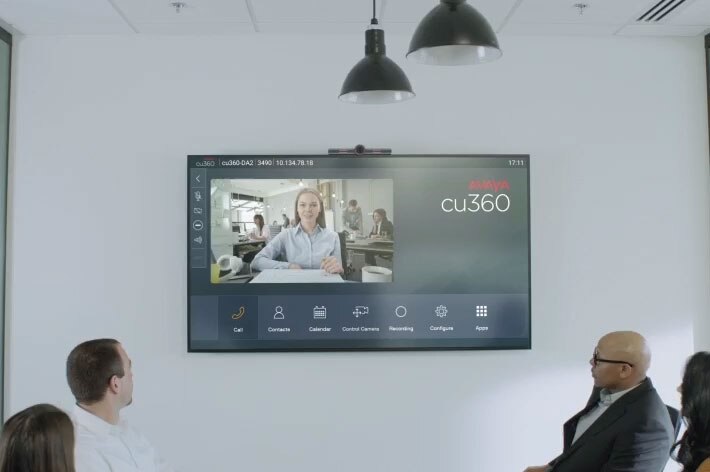 cu360 cu360-DA2 3490 10.134.78.18 17:11
AVAYA
cu360
Call Contacts Calendar Control Camera Recording Configure Apps